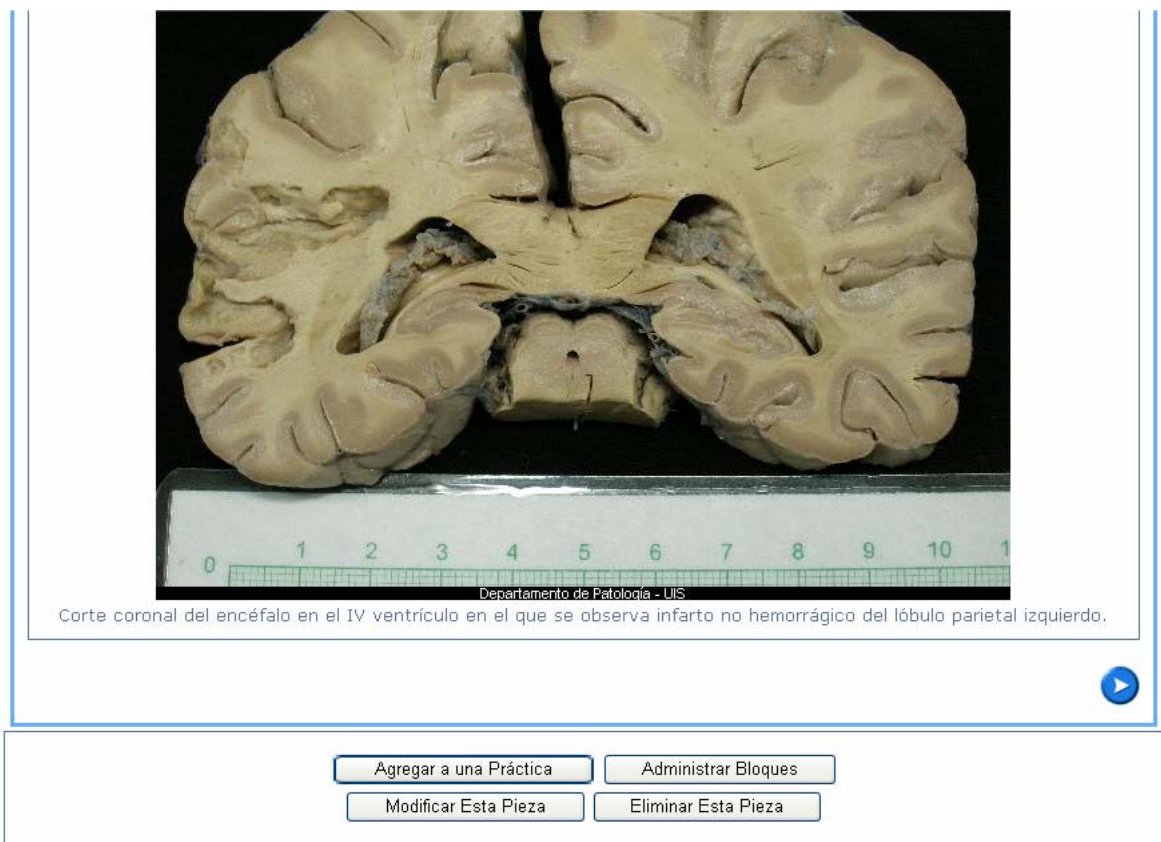 0 1 2 3 4 5 6 7 8 9 10 1
Departamento de Patología - UIS
Corte coronal del encéfalo en el IV ventrículo en el que se observa infarto no hemorrágico del lóbulo parietal izquierdo.
Agregar a una Práctica Administrar Bloques
Modificar Esta Pieza Eliminar Esta Pieza